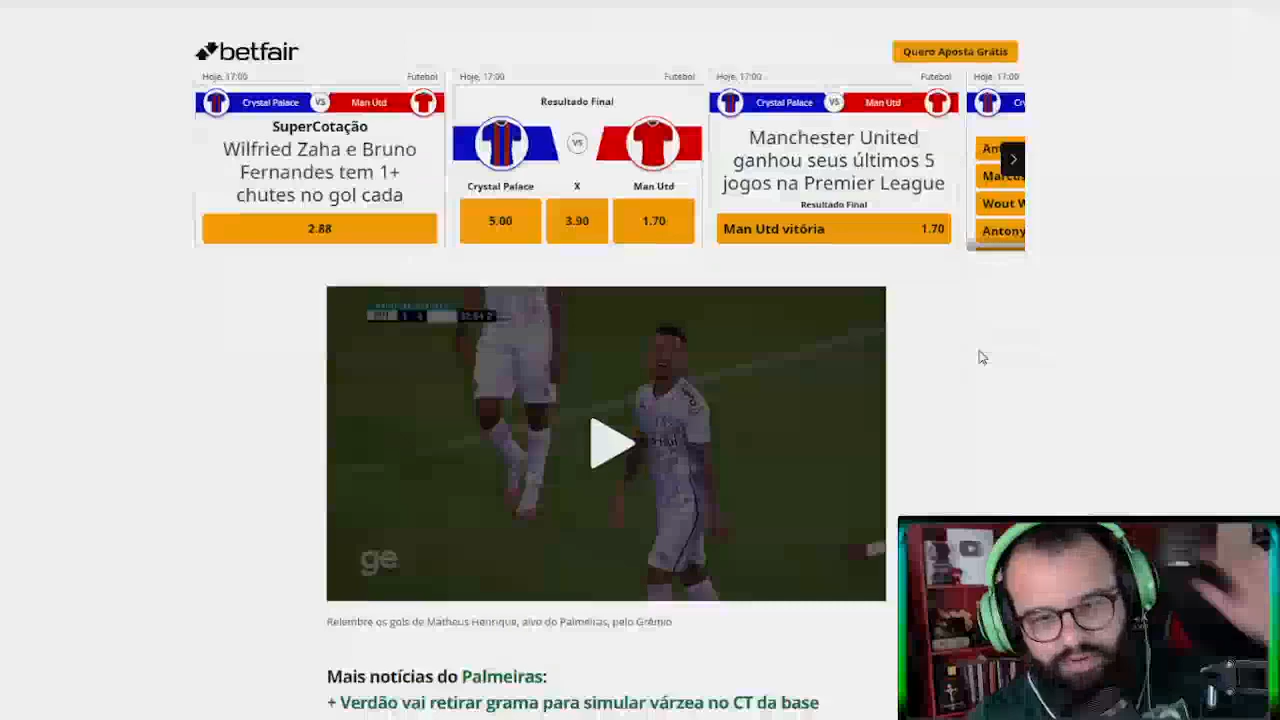 betfair
Quero Aposta Grátis
Hoje, 17:00
Futebol
Crystal Palace VS Man Utd
SuperCotação
Wilfried Zaha e Bruno
Fernandes tem 1+
chutes no gol cada
2.88
Hoje, 17:00
Futebol
Resultado Final
VS
Crystal Palace X Man Utd
5.00 3.90 1.70
Hoje, 17:00
Futebol
Crystal Palace VS Man Utd
Manchester United
ganhou seus últimos 5
jogos na Premier League
Resultado Final
Man Utd vitória 1.70
Hoje 17:00
Wout W
Antony
ge
Relembre os gols de Matheus Henrique, alvo do Palmeiras, pelo Grêmio
Mais notícias do Palmeiras:
+ Verdão vai retirar grama para simular várzea no CT da base